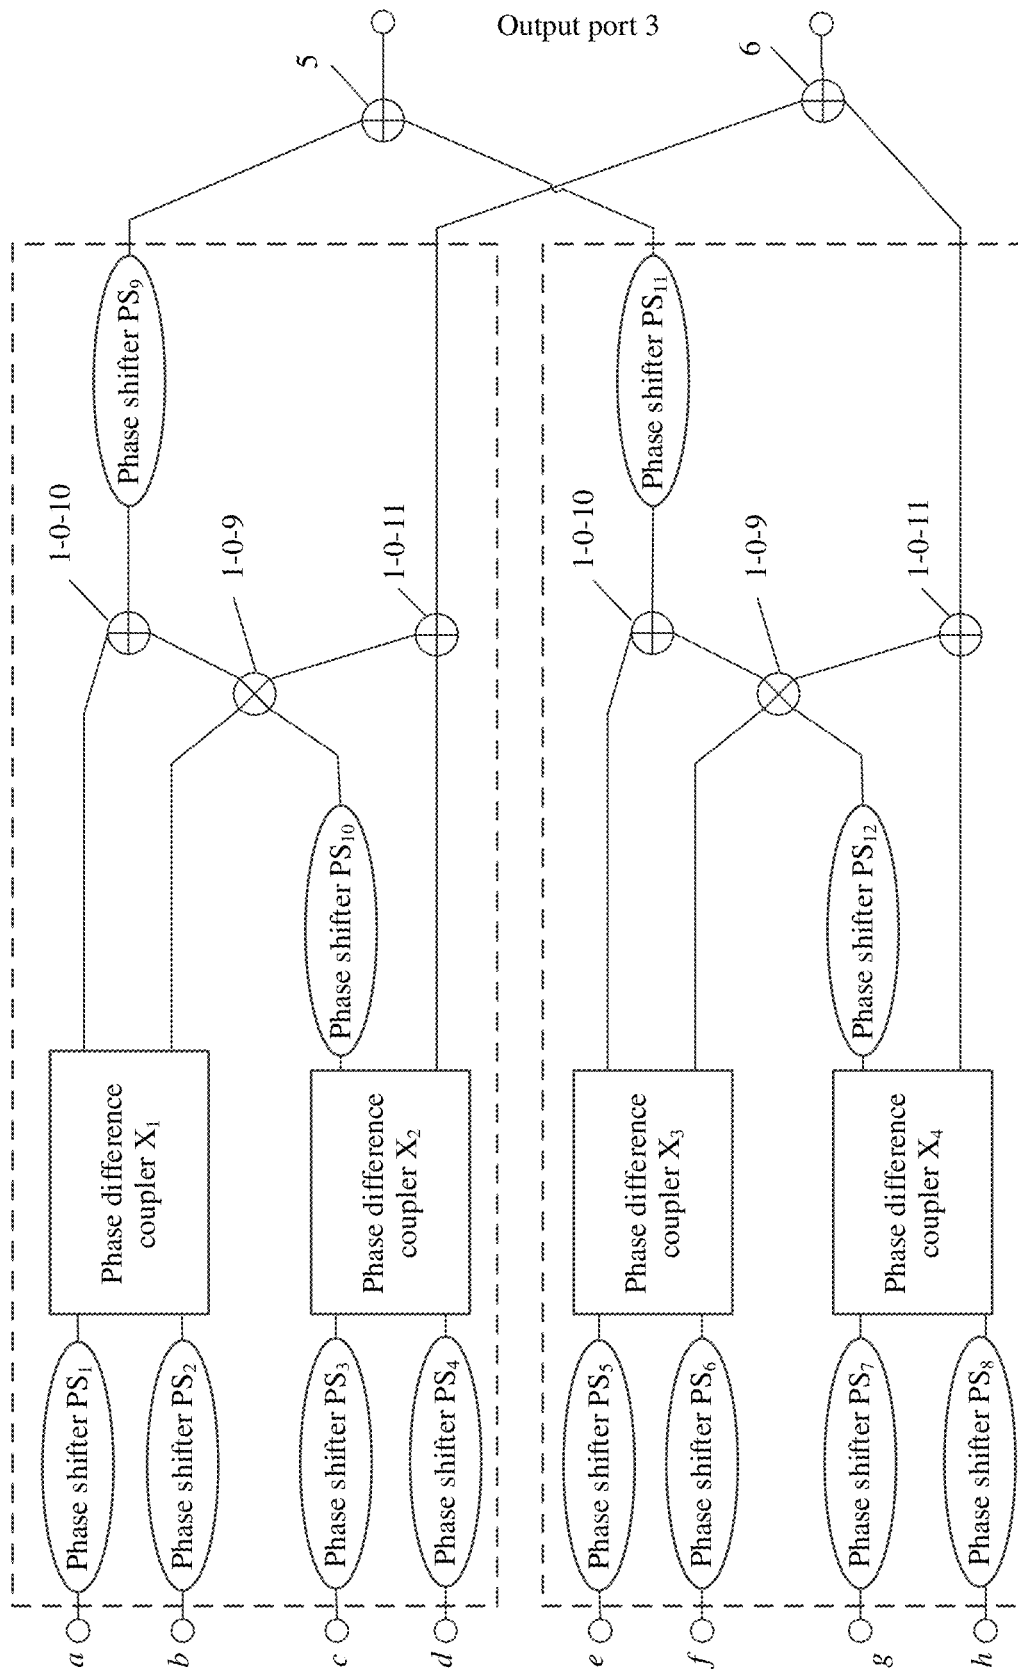 Output port 3
5
6
Phase shifter PS9
Phase shifter PS11
1-0-10
1-0-9
1-0-11
1-0-10
1-0-9
1-0-11
Phase shifter PS10
Phase shifter PS12
Phase difference
coupler X1
Phase difference
coupler X2
Phase difference
coupler X3
Phase difference
coupler X4
Phase shifter PS1
Phase shifter PS2
Phase shifter PS3
Phase shifter PS4
Phase shifter PS5
Phase shifter PS6
Phase shifter PS7
Phase shifter PS8
a
b
c
d
e
f
g
h